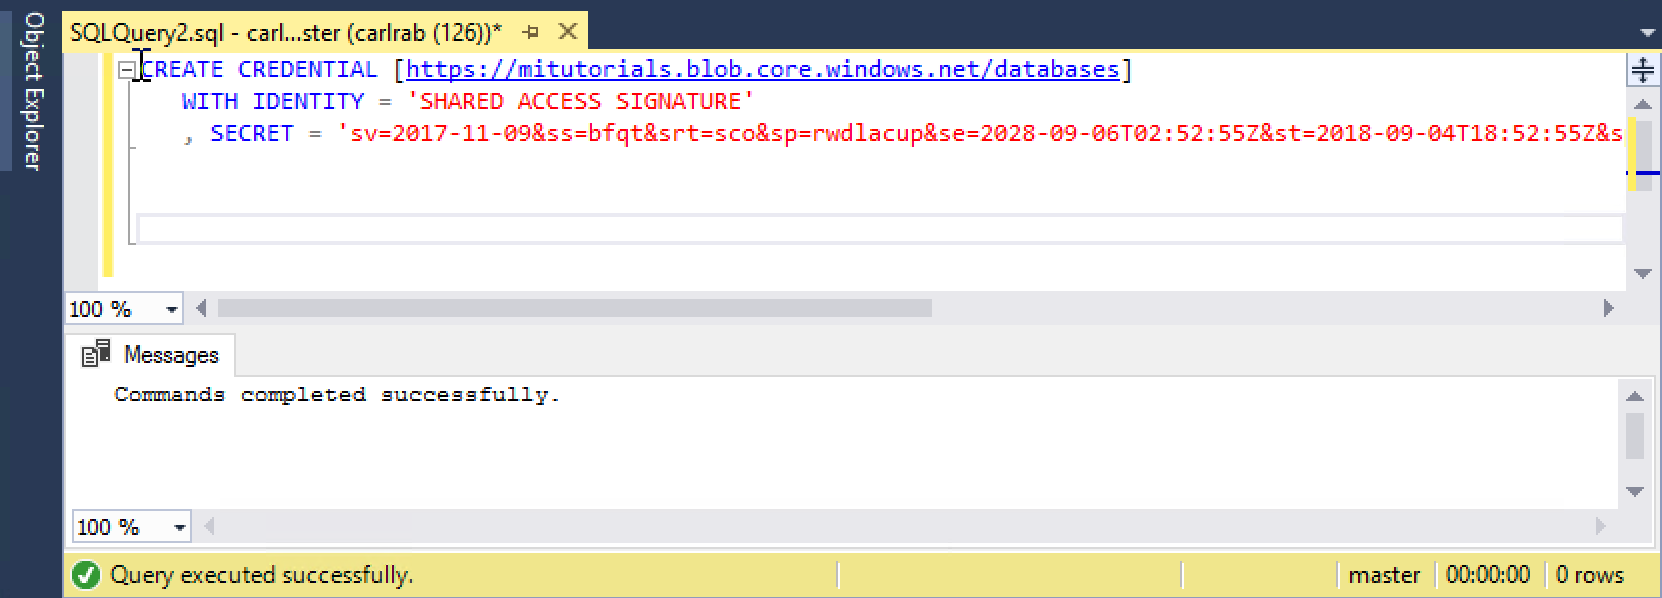 Object Explorer
SQLQuery2.sql - carl...ster (carlrab (126))*
CREATE CREDENTIAL [https://mitutorials.blob.core.windows.net/databases]
WITH IDENTITY = 'SHARED ACCESS SIGNATURE'
, SECRET = 'sv=2017-11-09&ss=bfqt&srt=sco&sp=rwdlacup&se=2028-09-06T02:52:55Z&st=2018-09-04T18:52:55Z&s
100 %
Messages
Commands completed successfully.
100 %
Query executed successfully.
master
00:00:00
0 rows